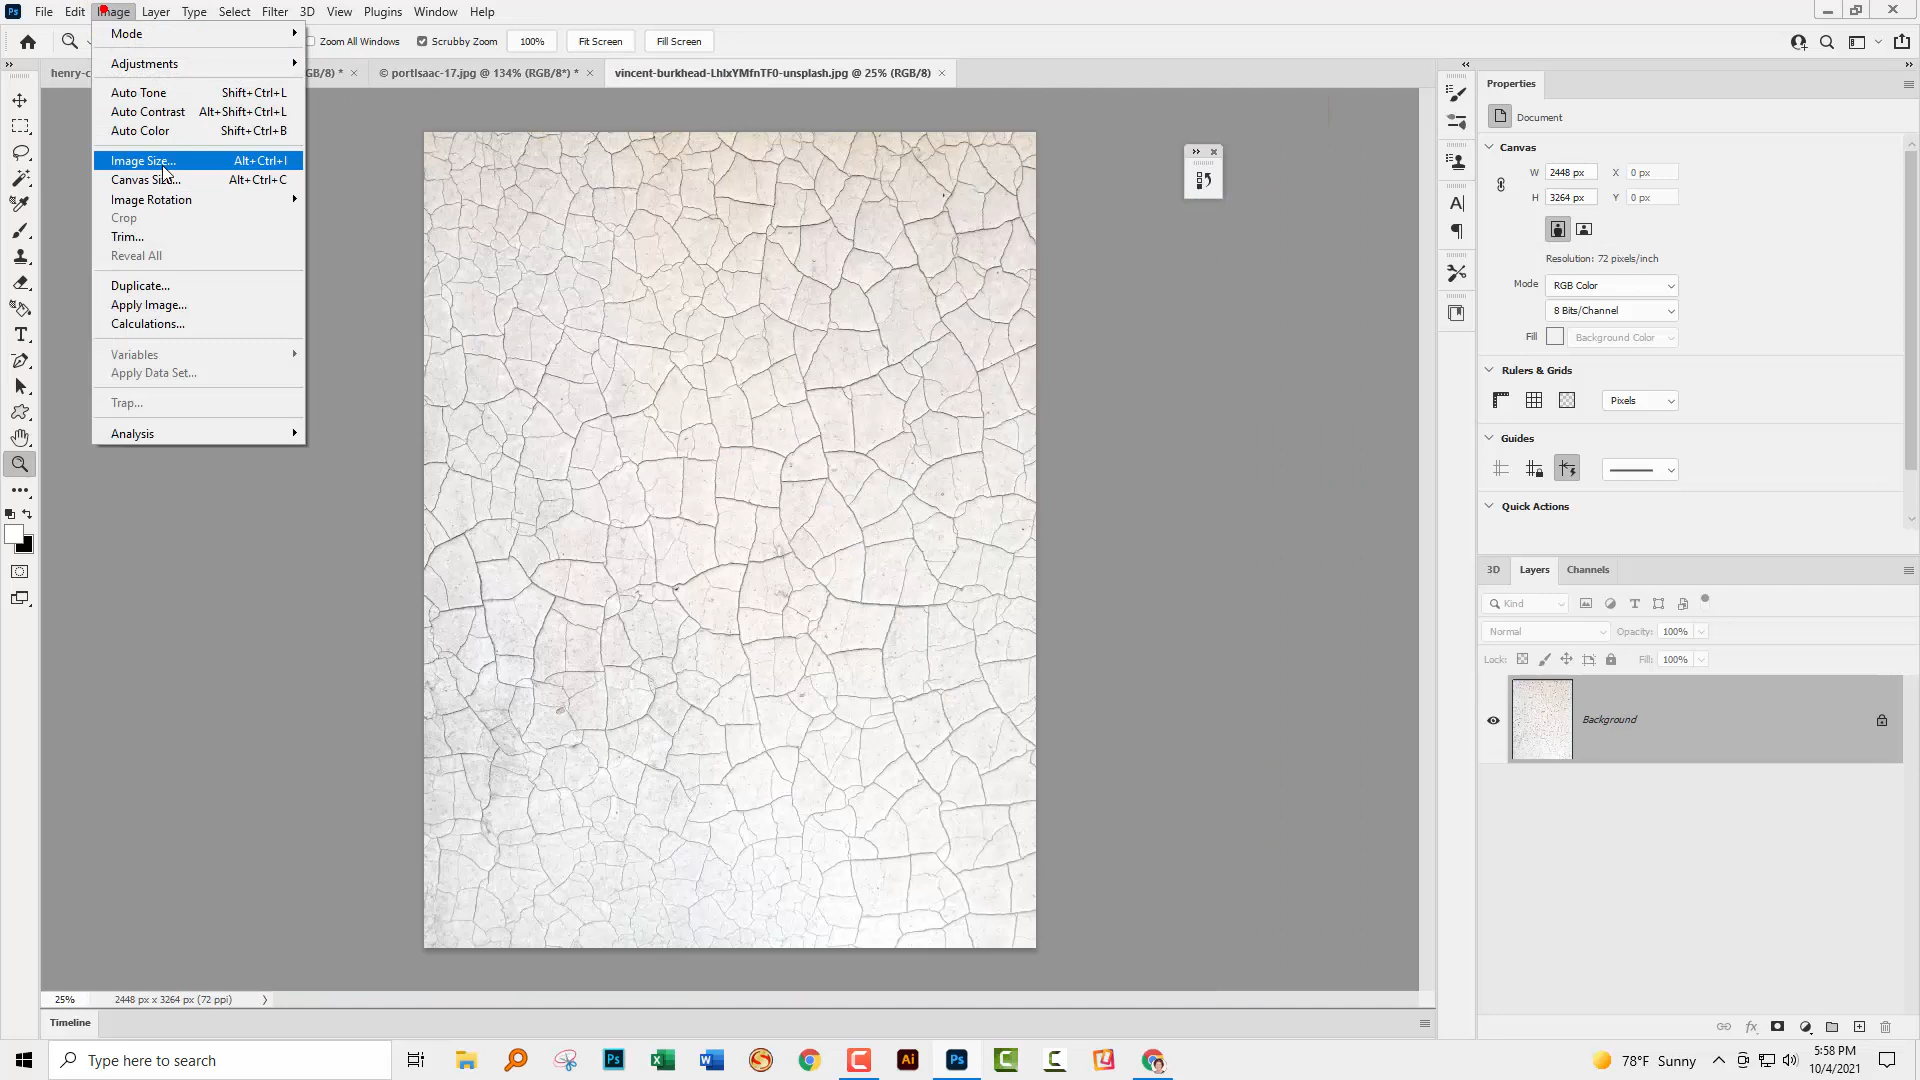 Ps File Edit Image Layer Type Select Filter 3D View Plugins Window Help
Zoom All Windows Scrubby Zoom 100% Fit Screen Fill Screen
henry-c GB/8) * × © portIsaac-17.jpg @ 134% (RGB/8*) * × vincent-burkhead-LhIxYMfnTF0-unsplash.jpg @ 25% (RGB/8) ×
Mode
Adjustments
Auto Tone Shift+Ctrl+L
Auto Contrast Alt+Shift+Ctrl+L
Auto Color Shift+Ctrl+B
Image Size... Alt+Ctrl+I
Canvas Size... Alt+Ctrl+C
Image Rotation
Crop
Trim...
Reveal All
Duplicate...
Apply Image...
Calculations...
Variables
Apply Data Set...
Trap...
Analysis
Properties
Document
Canvas
W 2448 px X 0 px
H 3264 px Y 0 px
Resolution: 72 pixels/inch
Mode RGB Color
8 Bits/Channel
Fill Background Color
Rulers & Grids
Pixels
Guides
Quick Actions
3D Layers Channels
Kind
Normal Opacity: 100%
Lock: Fill: 100%
Background
25% 2448 px x 3264 px (72 ppi)
Timeline
Type here to search
78°F Sunny
5:58 PM
10/4/2021